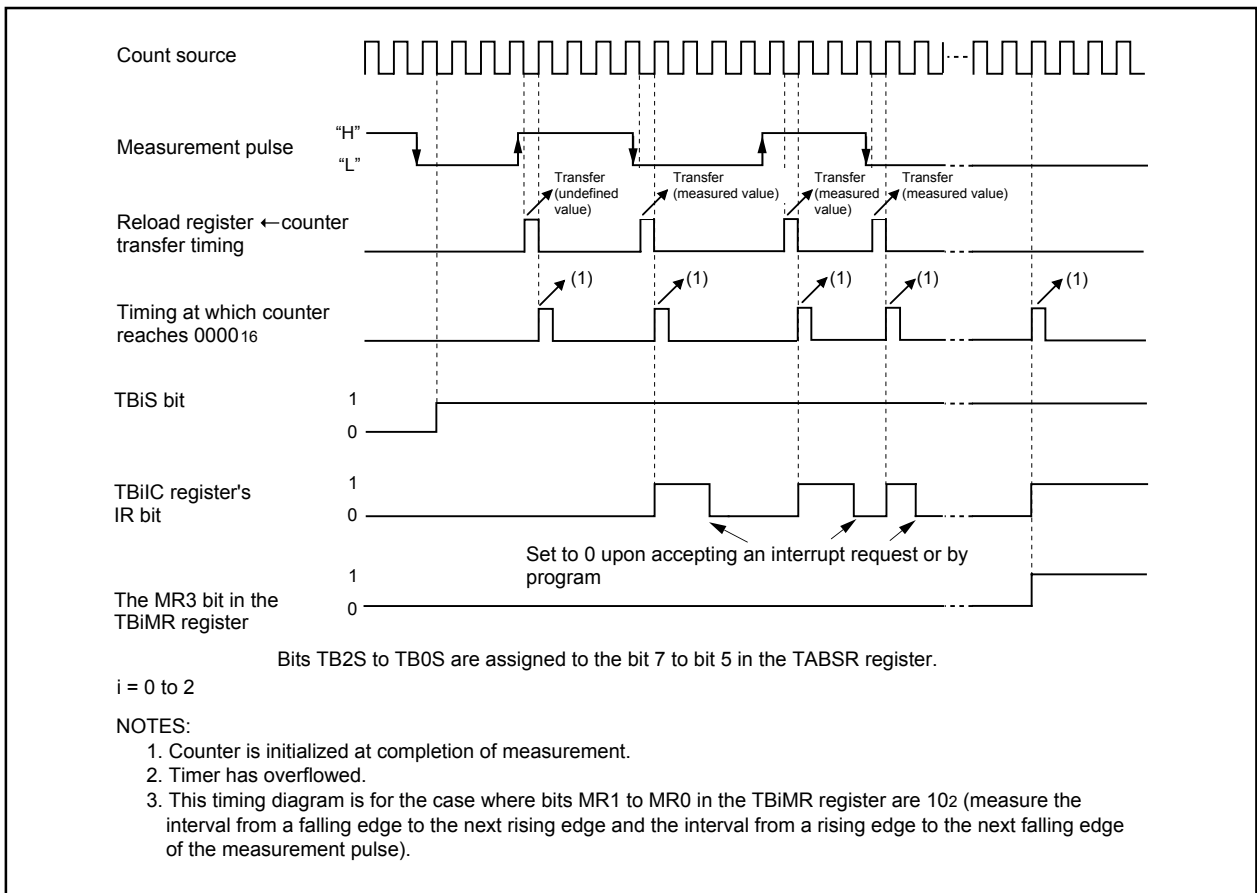 Count source
Measurement pulse
“H”
“L”
Transfer
(undefined
value)
Transfer
(measured value)
Transfer
(measured
value)
Transfer
(measured value)
Reload register ←counter
transfer timing
(1)
(1)
(1)
(1)
(1)
Timing at which counter
reaches 000016
TBiS bit
1
0
TBiIC register's
IR bit
1
0
Set to 0 upon accepting an interrupt request or by
program
The MR3 bit in the
TBiMR register
1
0
Bits TB2S to TB0S are assigned to the bit 7 to bit 5 in the TABSR register.
i = 0 to 2
NOTES:
1. Counter is initialized at completion of measurement.
2. Timer has overflowed.
3. This timing diagram is for the case where bits MR1 to MR0 in the TBiMR register are 102 (measure the
interval from a falling edge to the next rising edge and the interval from a rising edge to the next falling edge
of the measurement pulse).